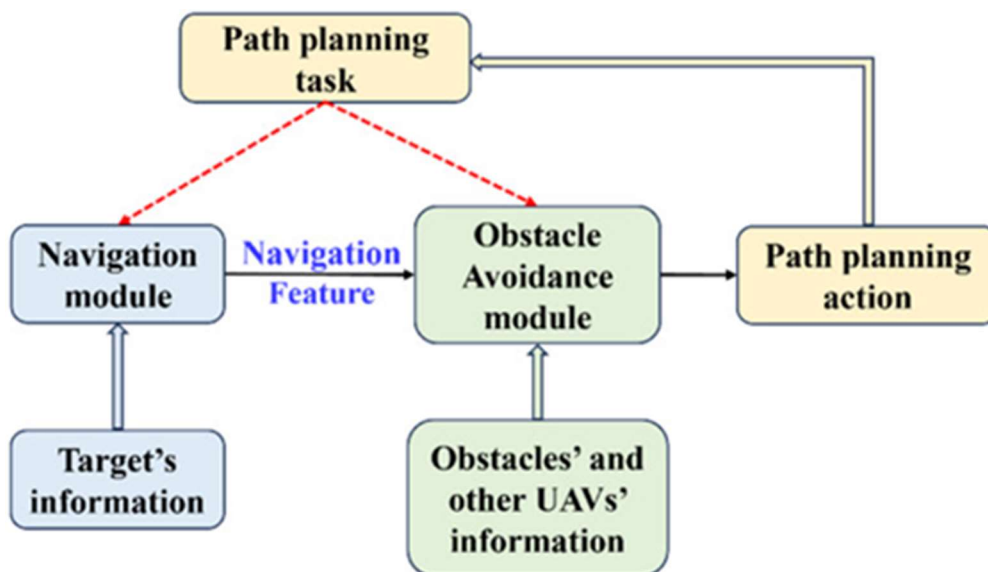 Path planning
task
Navigation
module
Navigation
Feature
Obstacle
Avoidance
module
Path planning
action
Target’s
information
Obstacles’ and
other UAVs’
information